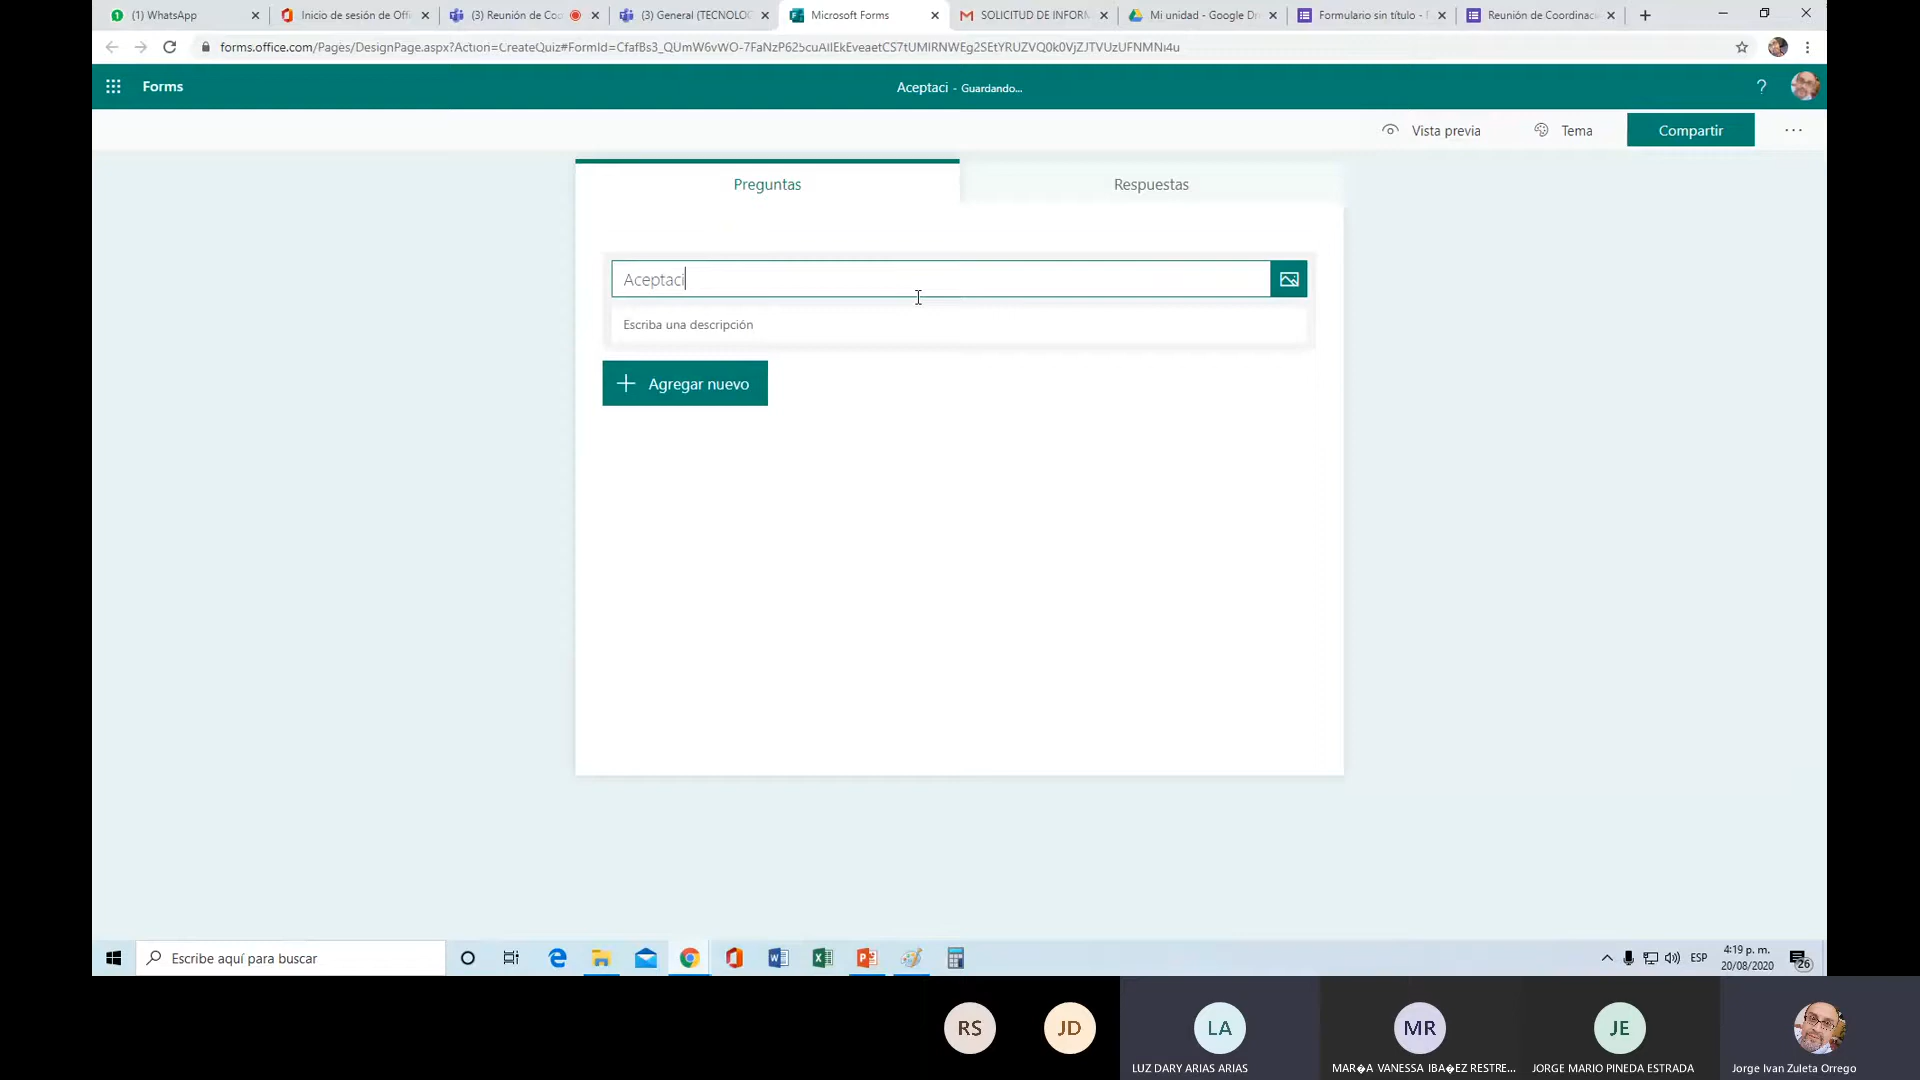 (1) WhatsApp
Inicio de sesión de Offi
(3) Reunión de Coo
(3) General (TECNOLOG
Microsoft Forms
SOLICITUD DE INFORM
Mi unidad - Google Dr
Formulario sin título -
Reunión de Coordinac
forms.office.com/Pages/DesignPage.aspx?Action=CreateQuiz&FormId=
Forms
Aceptaci - Guardando...
?
Vista previa
Tema
Compartir
...
Preguntas
Respuestas
Aceptaci
Escriba una descripción
Agregar nuevo
Escribe aquí para buscar
ESP
4:19 p. m.
20/08/2020
26
RS
JD
LA
MR
JE
LUZ DARY ARIAS ARIAS
MAR�A VANESSA IBA�EZ RESTRE...
JORGE MARIO PINEDA ESTRADA
Jorge Ivan Zuleta Orrego